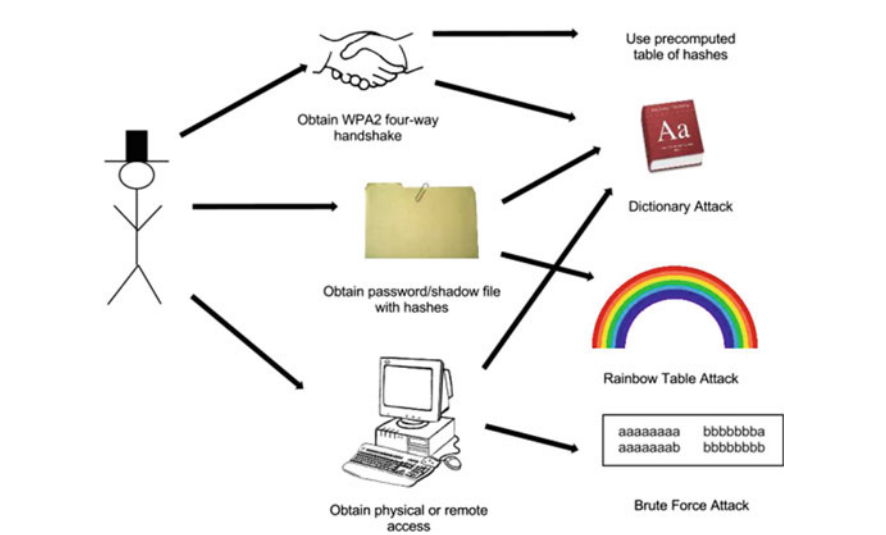 Use precomputed
table of hashes
Obtain WPA2 four-way
handshake
Aa
Dictionary Attack
Obtain password/shadow file
with hashes
Rainbow Table Attack
aaaaaaaa bbbbbbba
aaaaaaab bbbbbbbb
Brute Force Attack
Obtain physical or remote
access